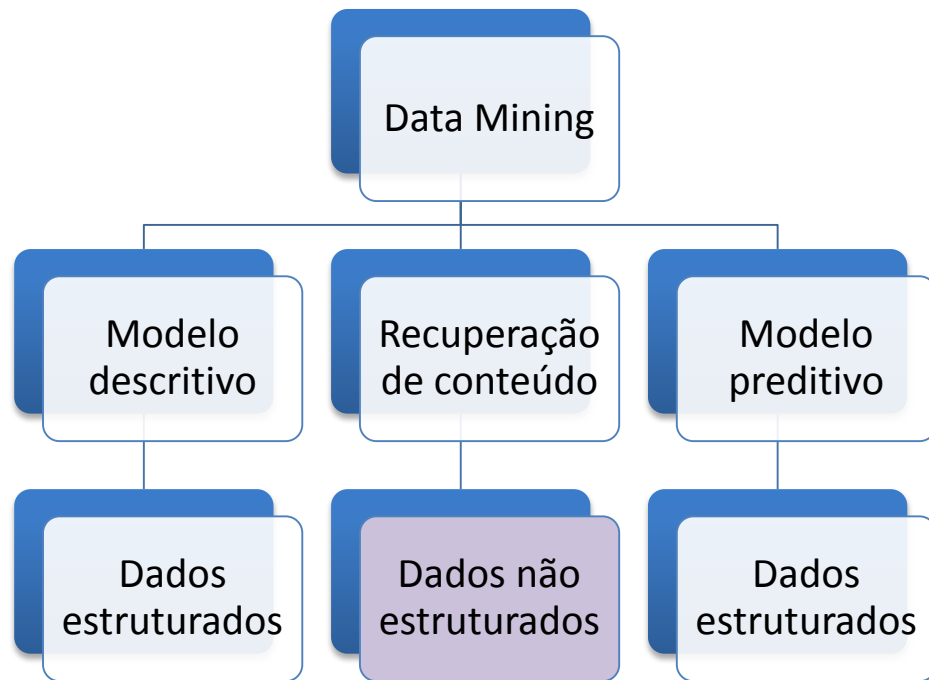 Data Mining
Modelo
descritivo
Recuperação
de conteúdo
Modelo
preditivo
Dados
estruturados
Dados não
estruturados
Dados
estruturados